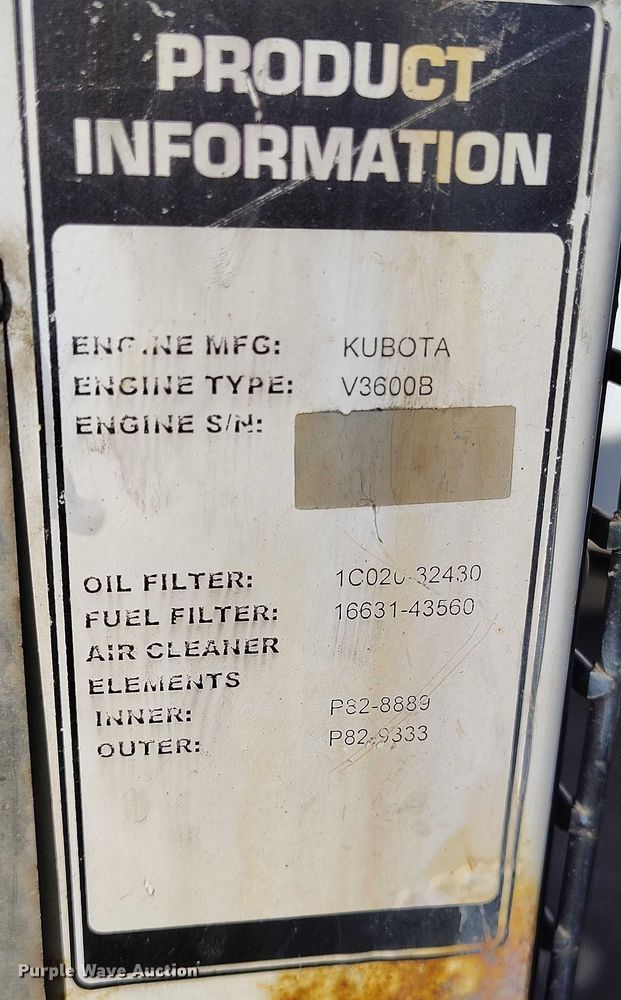 PRODUCT
INFORMATION
ENGINE MFG: KUBOTA
ENGINE TYPE: V3600B
ENGINE S/N:
OIL FILTER: 1C020-32430
FUEL FILTER: 16631-43560
AIR CLEANER
ELEMENTS
INNER: P82-8889
OUTER: P82-9333
Purple Wave Auction